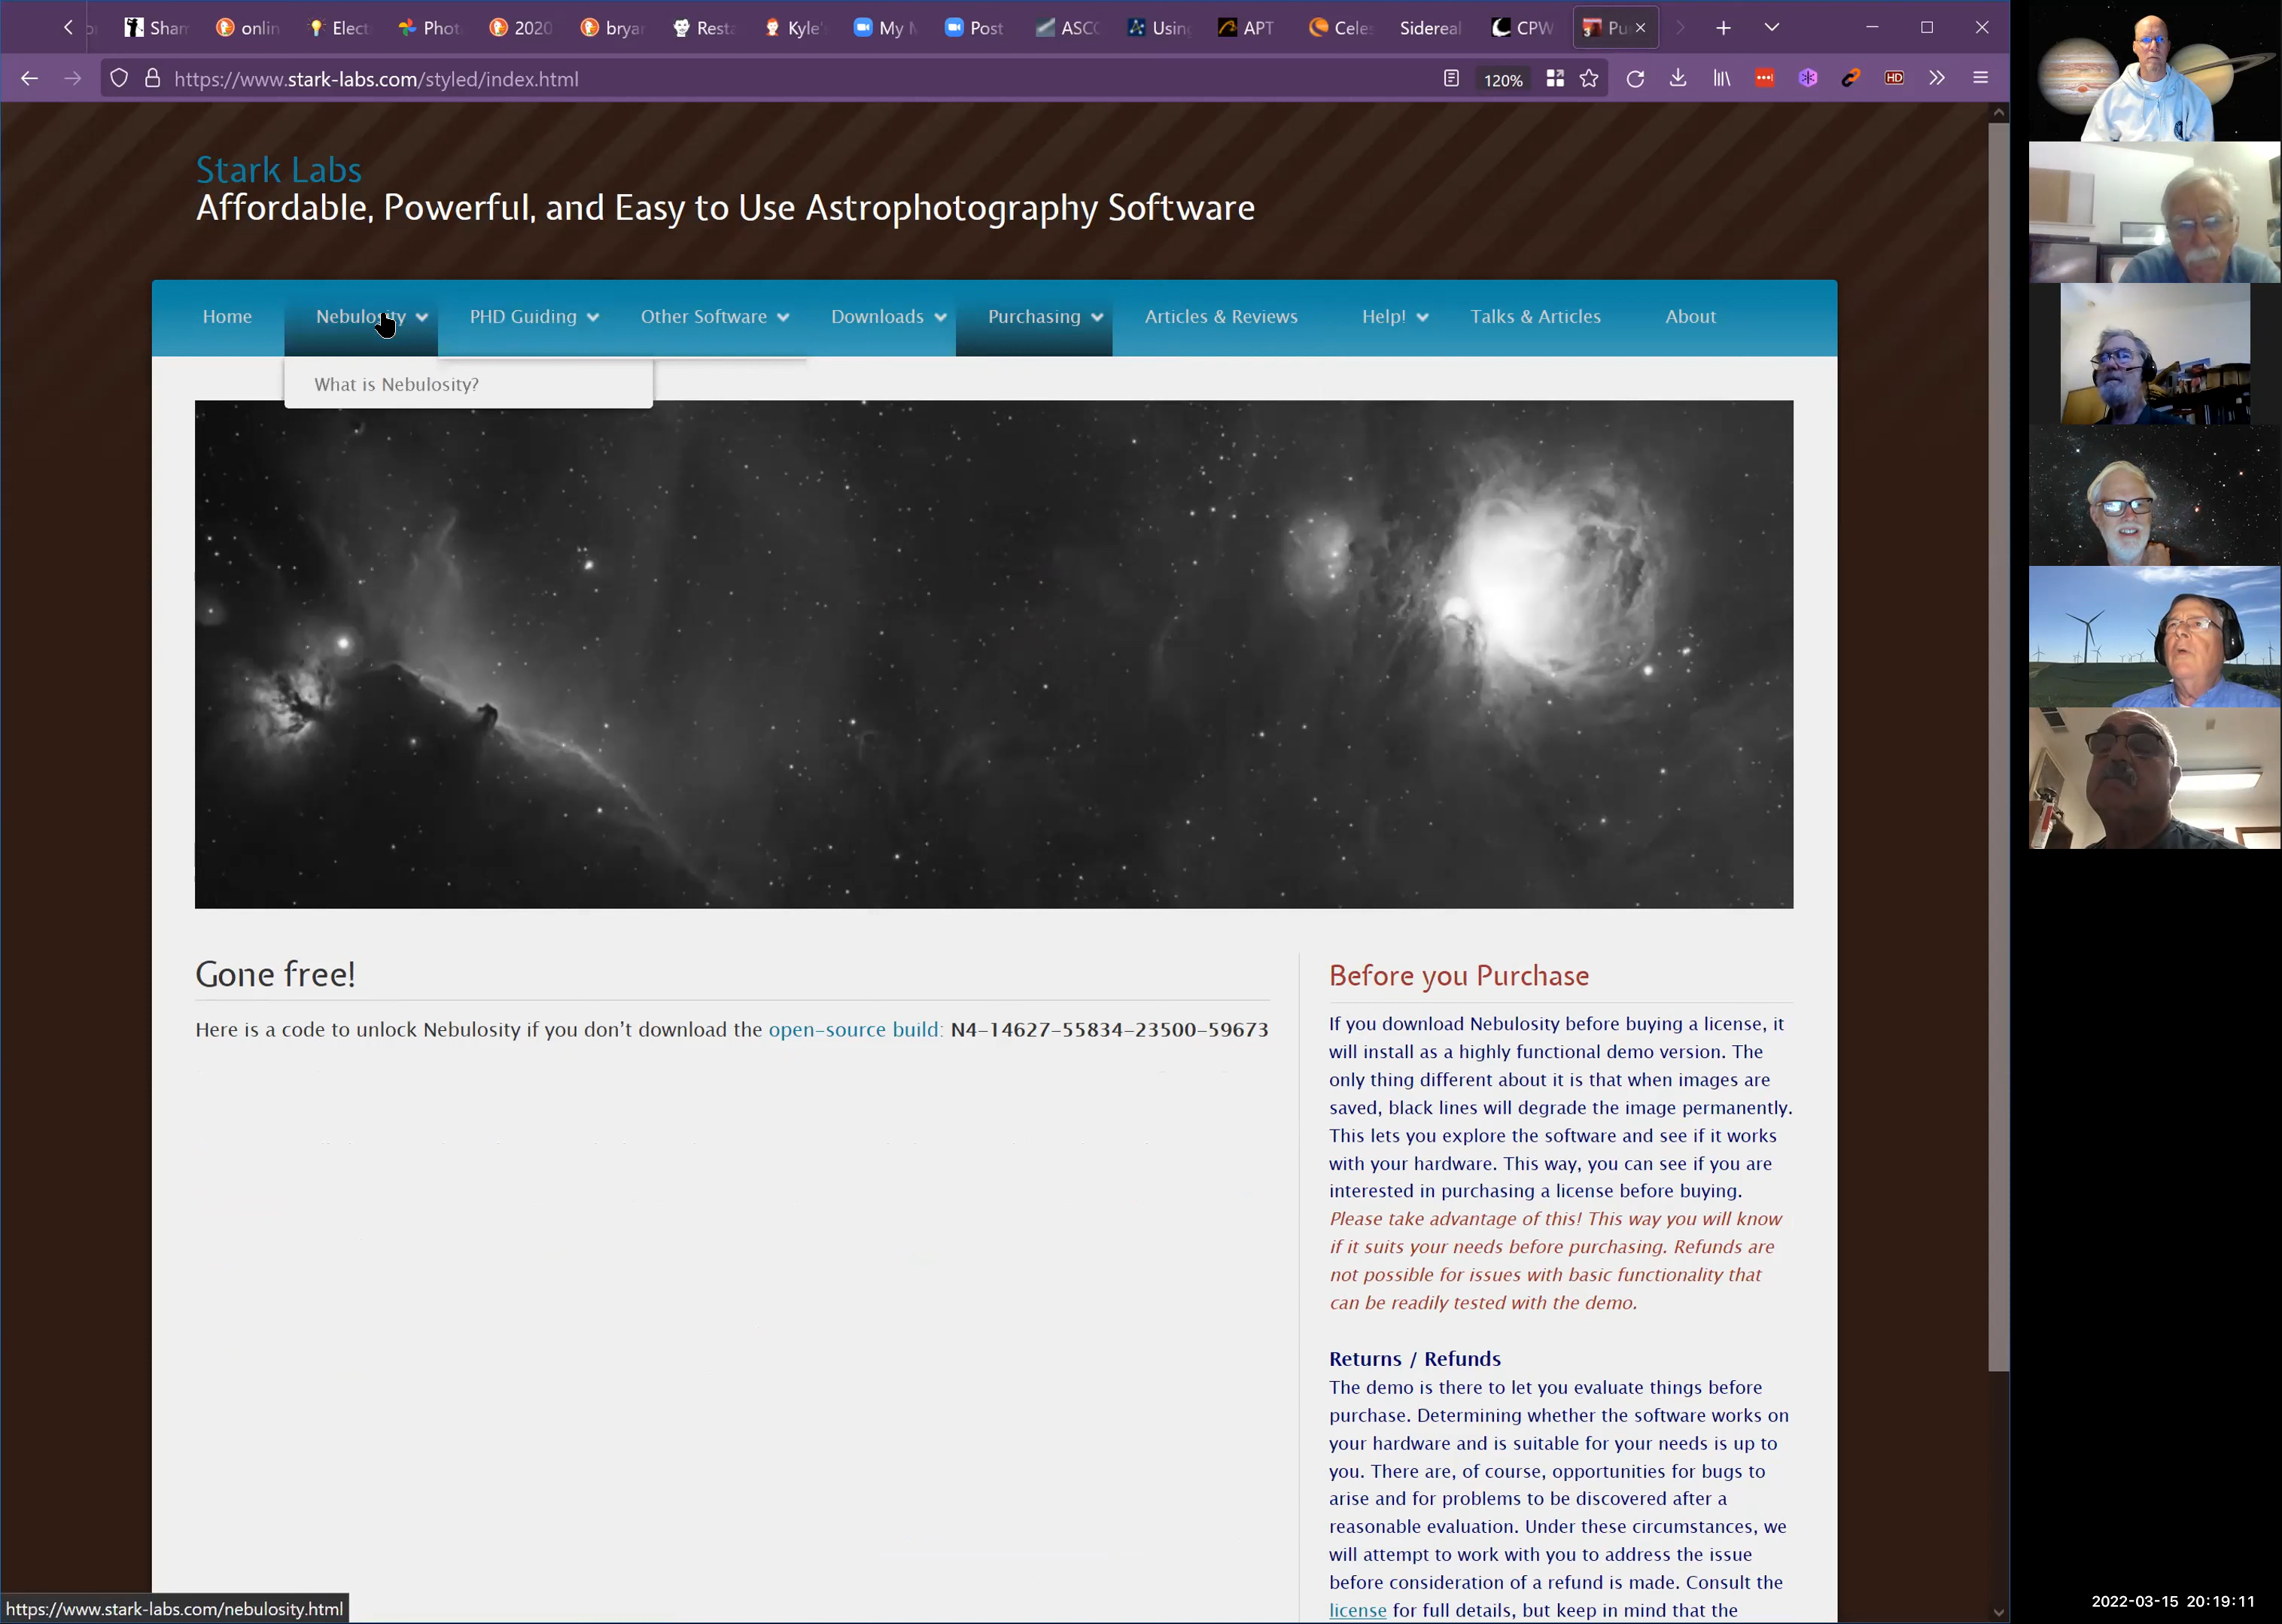 Sham
onlin
Elect
Phot
2020
bryar
Resta
Kyle'
My M
Post
ASCC
Using
APT
Cele
Sidereal
CPW
Pu
https://www.stark-labs.com/styled/index.html
120%
HD
Stark Labs
Affordable, Powerful, and Easy to Use Astrophotography Software
Home
Nebulosity
PHD Guiding
Other Software
Downloads
Purchasing
Articles & Reviews
Help!
Talks & Articles
About
What is Nebulosity?
Gone free!
Here is a code to unlock Nebulosity if you don’t download the open-source build: N4-14627-55834-23500-59673
Before you Purchase
If you download Nebulosity before buying a license, it
will install as a highly functional demo version. The
only thing different about it is that when images are
saved, black lines will degrade the image permanently.
This lets you explore the software and see if it works
with your hardware. This way, you can see if you are
interested in purchasing a license before buying.
Please take advantage of this! This way you will know
if it suits your needs before purchasing. Refunds are
not possible for issues with basic functionality that
can be readily tested with the demo.
Returns / Refunds
The demo is there to let you evaluate things before
purchase. Determining whether the software works on
your hardware and is suitable for your needs is up to
you. There are, of course, opportunities for bugs to
arise and for problems to be discovered after a
reasonable evaluation. Under these circumstances, we
will attempt to work with you to address the issue
before consideration of a refund is made. Consult the
license for full details, but keep in mind that the
https://www.stark-labs.com/nebulosity.html
2022-03-15 20:19:11